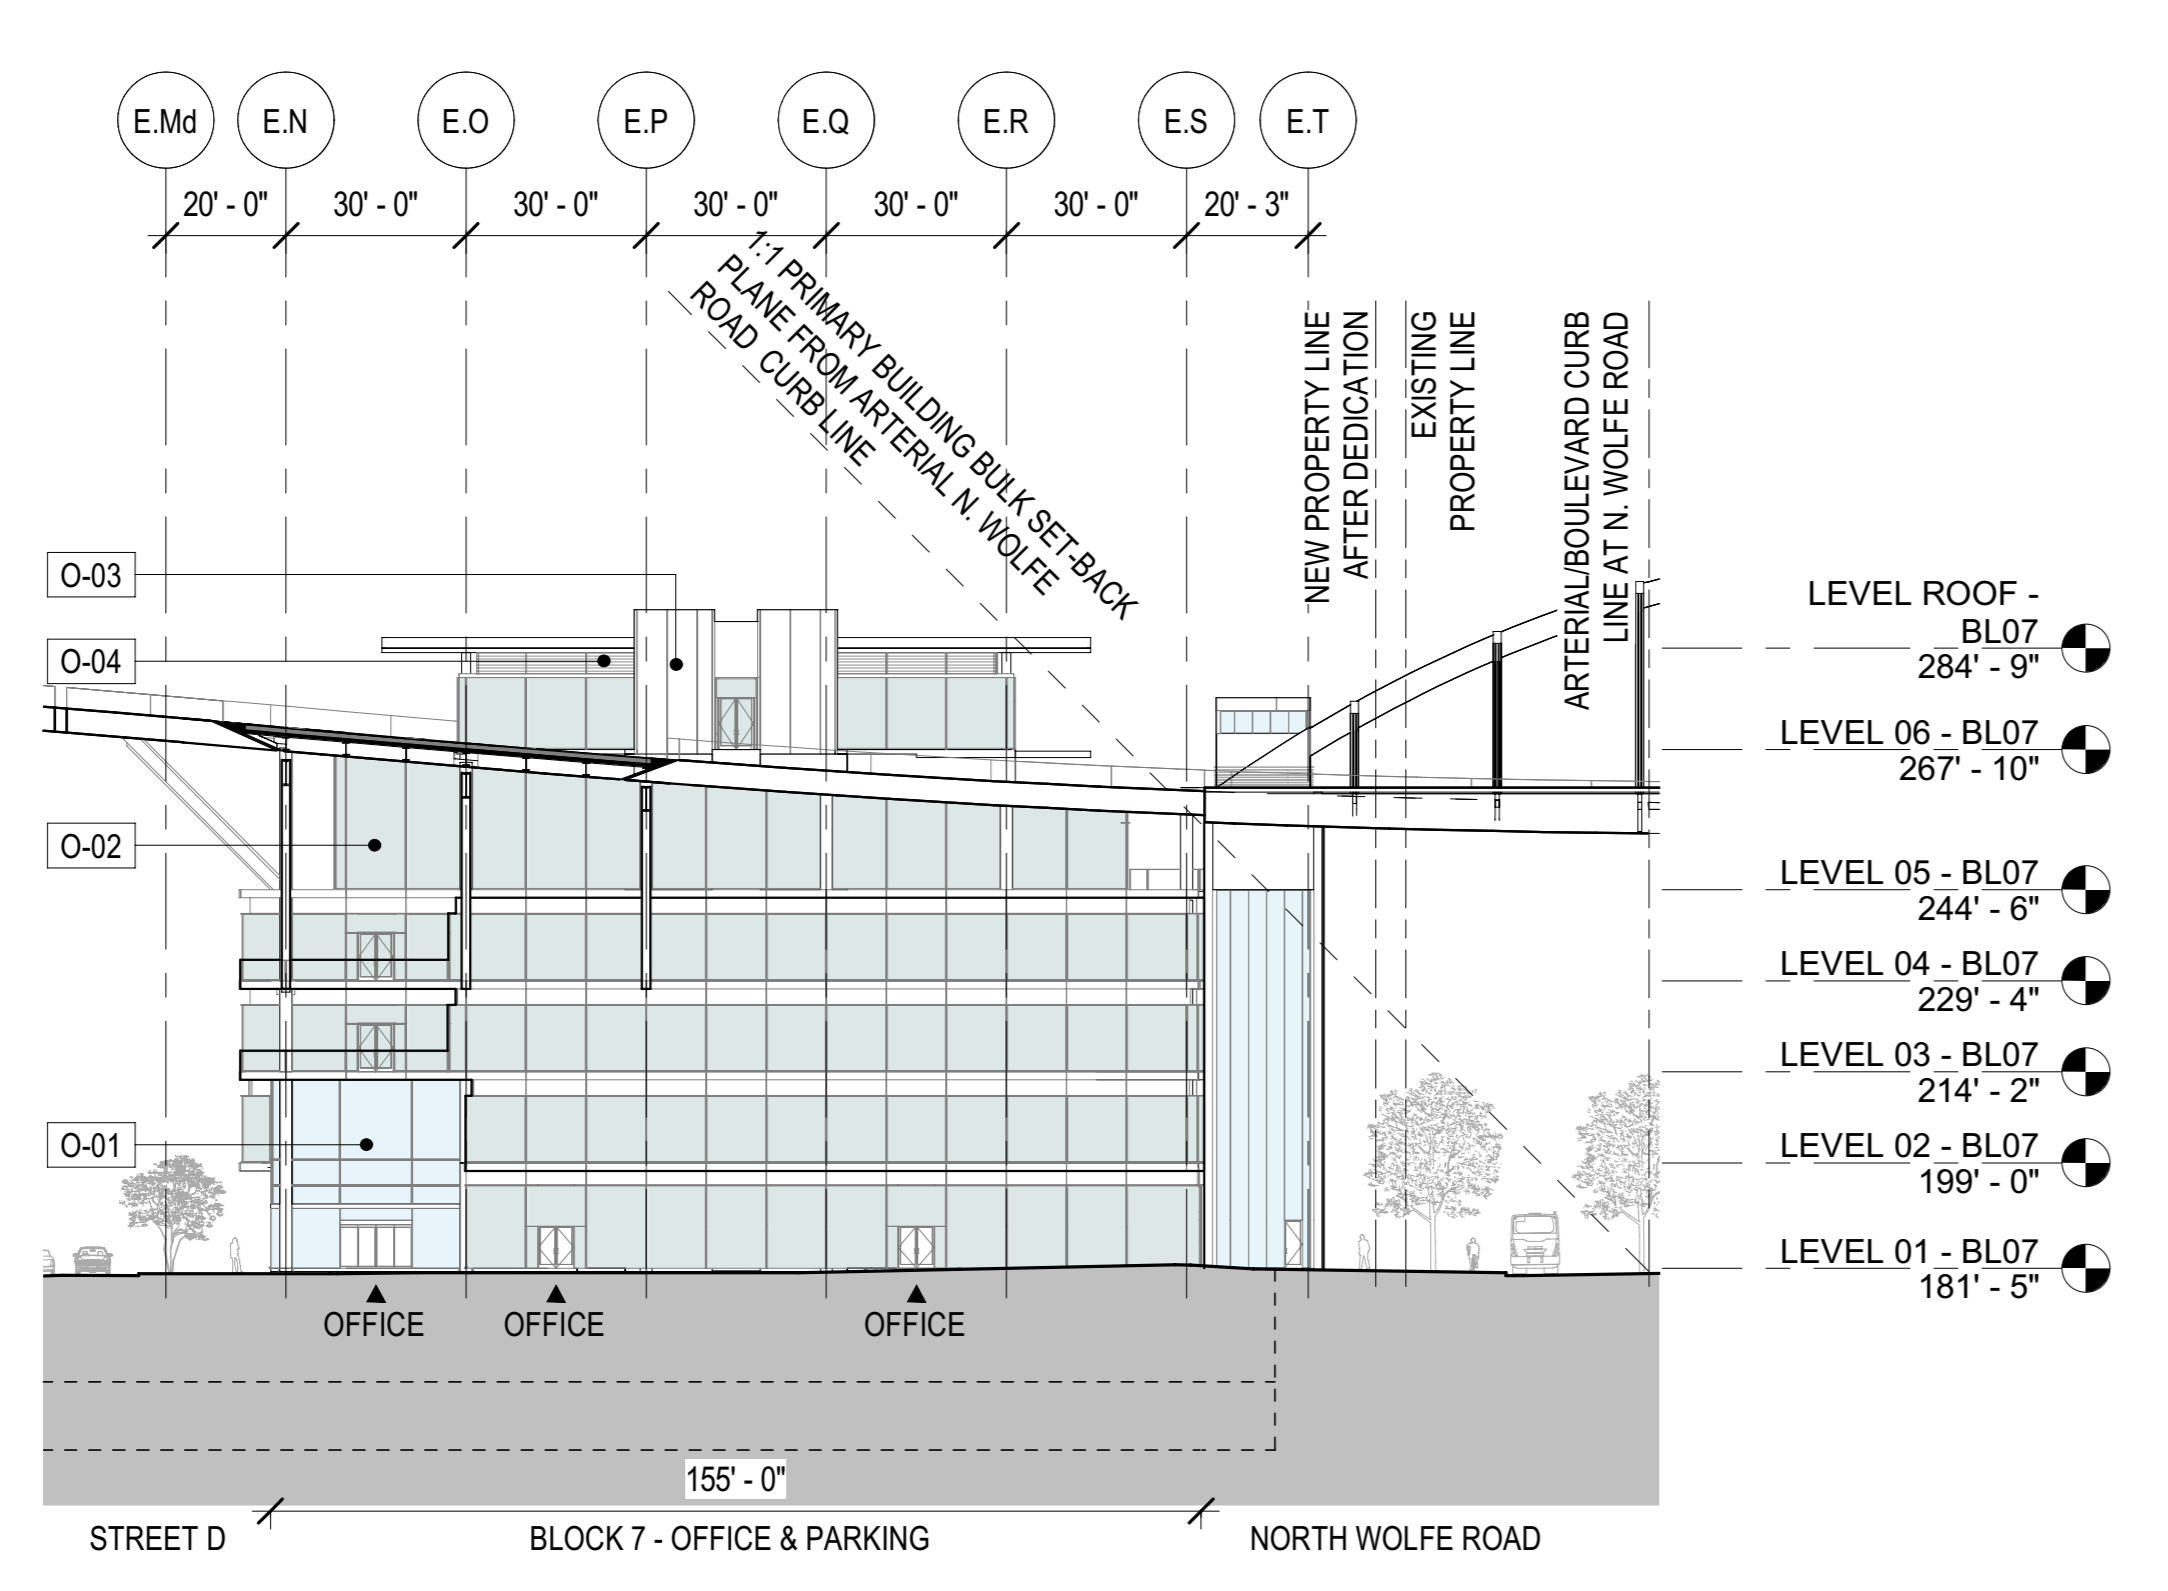 E.Md E.N E.O E.P E.Q E.R E.S E.T
20' - 0" 30' - 0" 30' - 0" 30' - 0" 30' - 0" 30' - 0" 20' - 3"
1:1 PRIMARY BUILDING BULK SET-BACK
PLANE FROM ARTERIAL N. WOLFE
ROAD CURB LINE
NEW PROPERTY LINE
AFTER DEDICATION
EXISTING
PROPERTY LINE
ARTERIAL/BOULEVARD CURB
LINE AT N. WOLFE ROAD
O-03
O-04
O-02
O-01
LEVEL ROOF -
BL07
284' - 9"
LEVEL 06 - BL07
267' - 10"
LEVEL 05 - BL07
244' - 6"
LEVEL 04 - BL07
229' - 4"
LEVEL 03 - BL07
214' - 2"
LEVEL 02 - BL07
199' - 0"
LEVEL 01 - BL07
181' - 5"
OFFICE OFFICE OFFICE
155' - 0"
STREET D BLOCK 7 - OFFICE & PARKING NORTH WOLFE ROAD